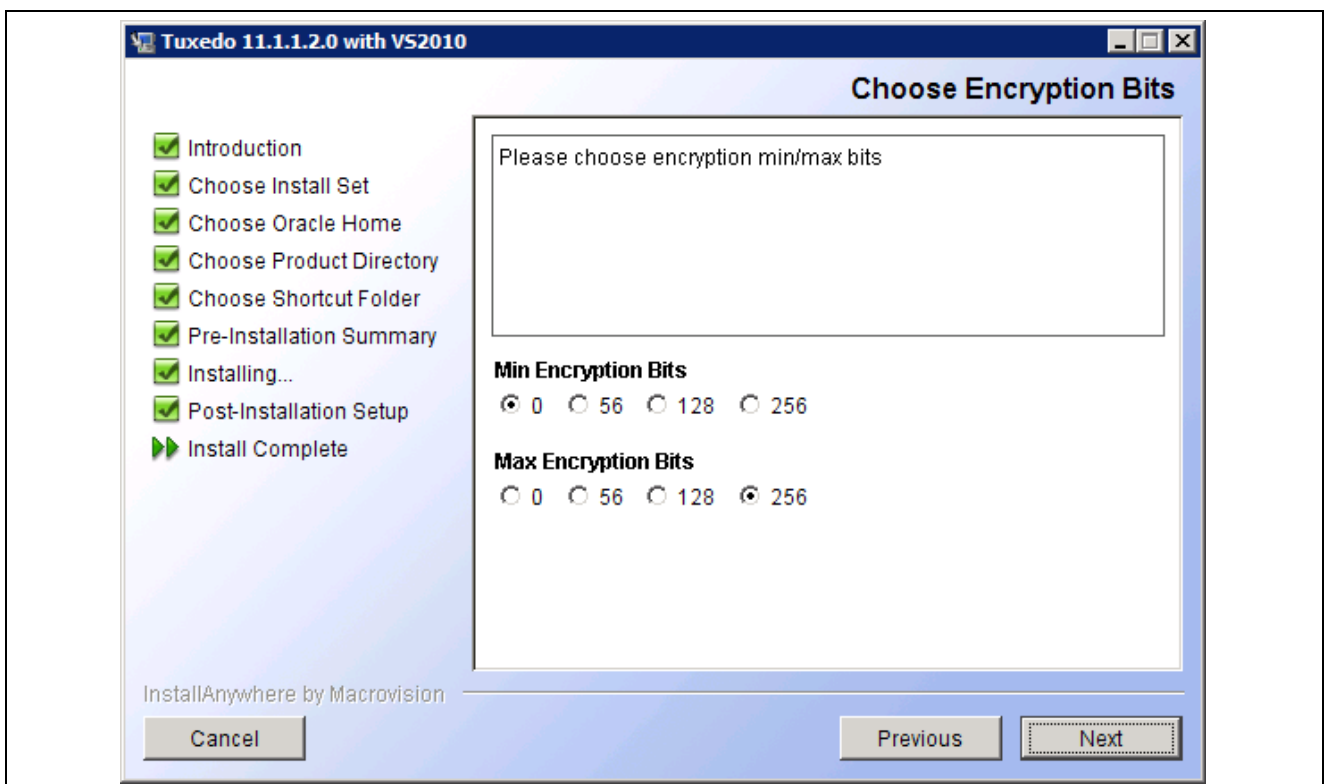 Tuxedo 11.1.1.2.0 with VS2010
Choose Encryption Bits
Introduction
Choose Install Set
Choose Oracle Home
Choose Product Directory
Choose Shortcut Folder
Pre-Installation Summary
Installing...
Post-Installation Setup
Install Complete
Please choose encryption min/max bits
Min Encryption Bits
0 56 128 256
Max Encryption Bits
0 56 128 256
InstallAnywhere by Macrovision
Cancel Previous Next